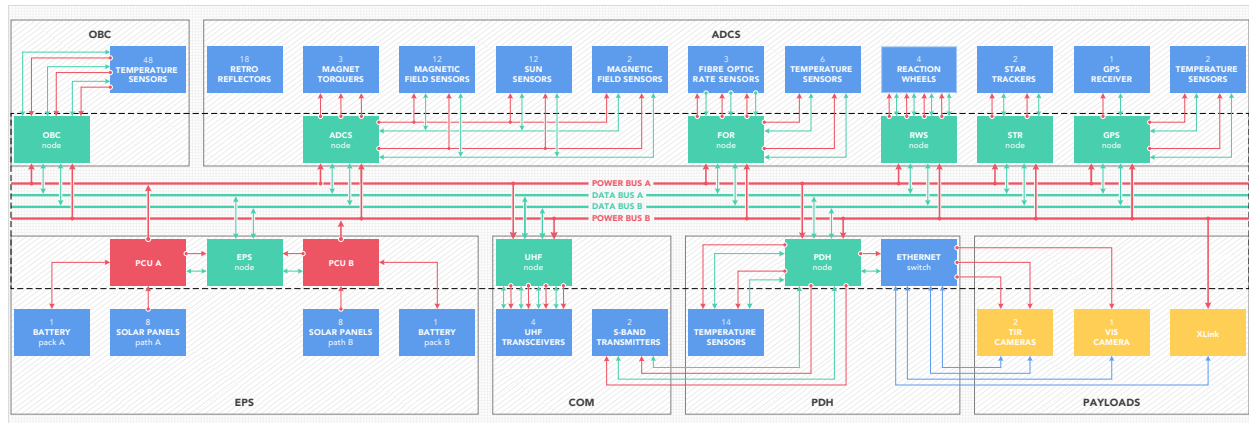 OBC
ADCS
48
TEMPERATURE
SENSORS
18
RETRO
REFLECTORS
3
MAGNET
TORQUERS
12
MAGNETIC
FIELD SENSORS
12
SUN
SENSORS
2
MAGNETIC
FIELD SENSORS
3
FIBRE OPTIC
RATE SENSORS
6
TEMPERATURE
SENSORS
4
REACTION
WHEELS
2
STAR
TRACKERS
1
GPS
RECEIVER
2
TEMPERATURE
SENSORS
OBC
node
ADCS
node
FOR
node
RWS
node
STR
node
GPS
node
POWER BUS A
DATA BUS A
DATA BUS B
POWER BUS B
PCU A
EPS
node
PCU B
UHF
node
PDH
node
ETHERNET
switch
1
BATTERY
pack A
8
SOLAR PANELS
path A
8
SOLAR PANELS
path B
1
BATTERY
pack B
4
UHF
TRANSCEIVERS
2
S-BAND
TRANSMITTERS
14
TEMPERATURE
SENSORS
2
TIR
CAMERAS
1
VIS
CAMERA
XLink
EPS
COM
PDH
PAYLOADS